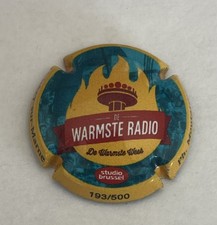 DE
WARMSTE RADIO
De Warmste Week
studio
brussel
193/500